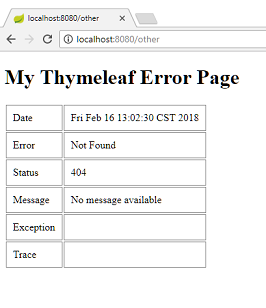 localhost:8080/other
localhost:8080/other
My Thymeleaf Error Page
Date Fri Feb 16 13:02:30 CST 2018
Error Not Found
Status 404
Message No message available
Exception
Trace